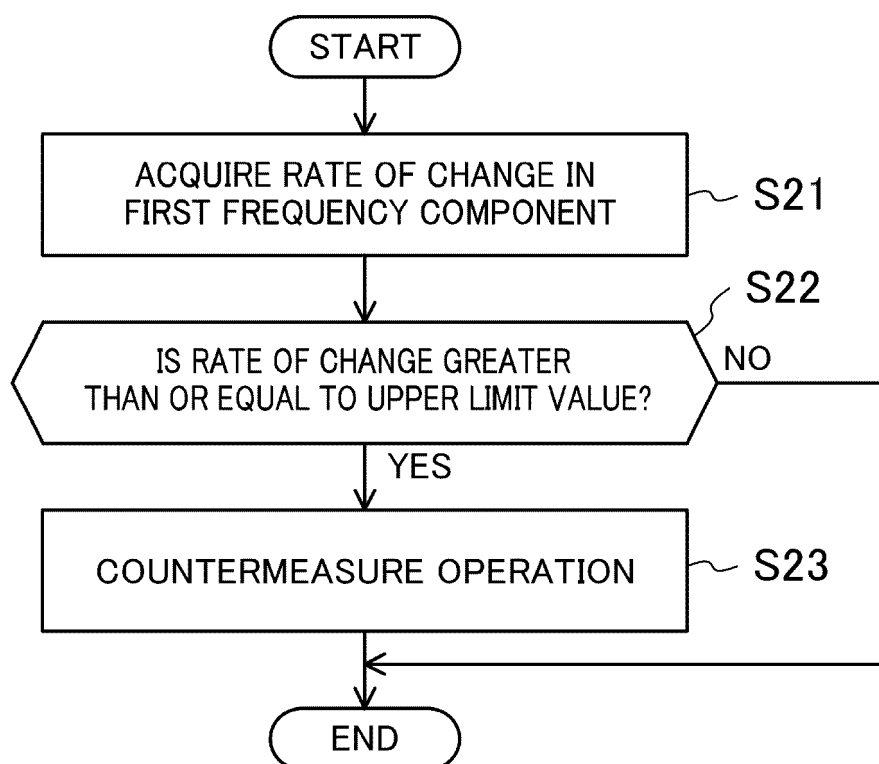 START
ACQUIRE RATE OF CHANGE IN
FIRST FREQUENCY COMPONENT
S21
S22
IS RATE OF CHANGE GREATER
THAN OR EQUAL TO UPPER LIMIT VALUE?
NO
YES
COUNTERMEASURE OPERATION
S23
END